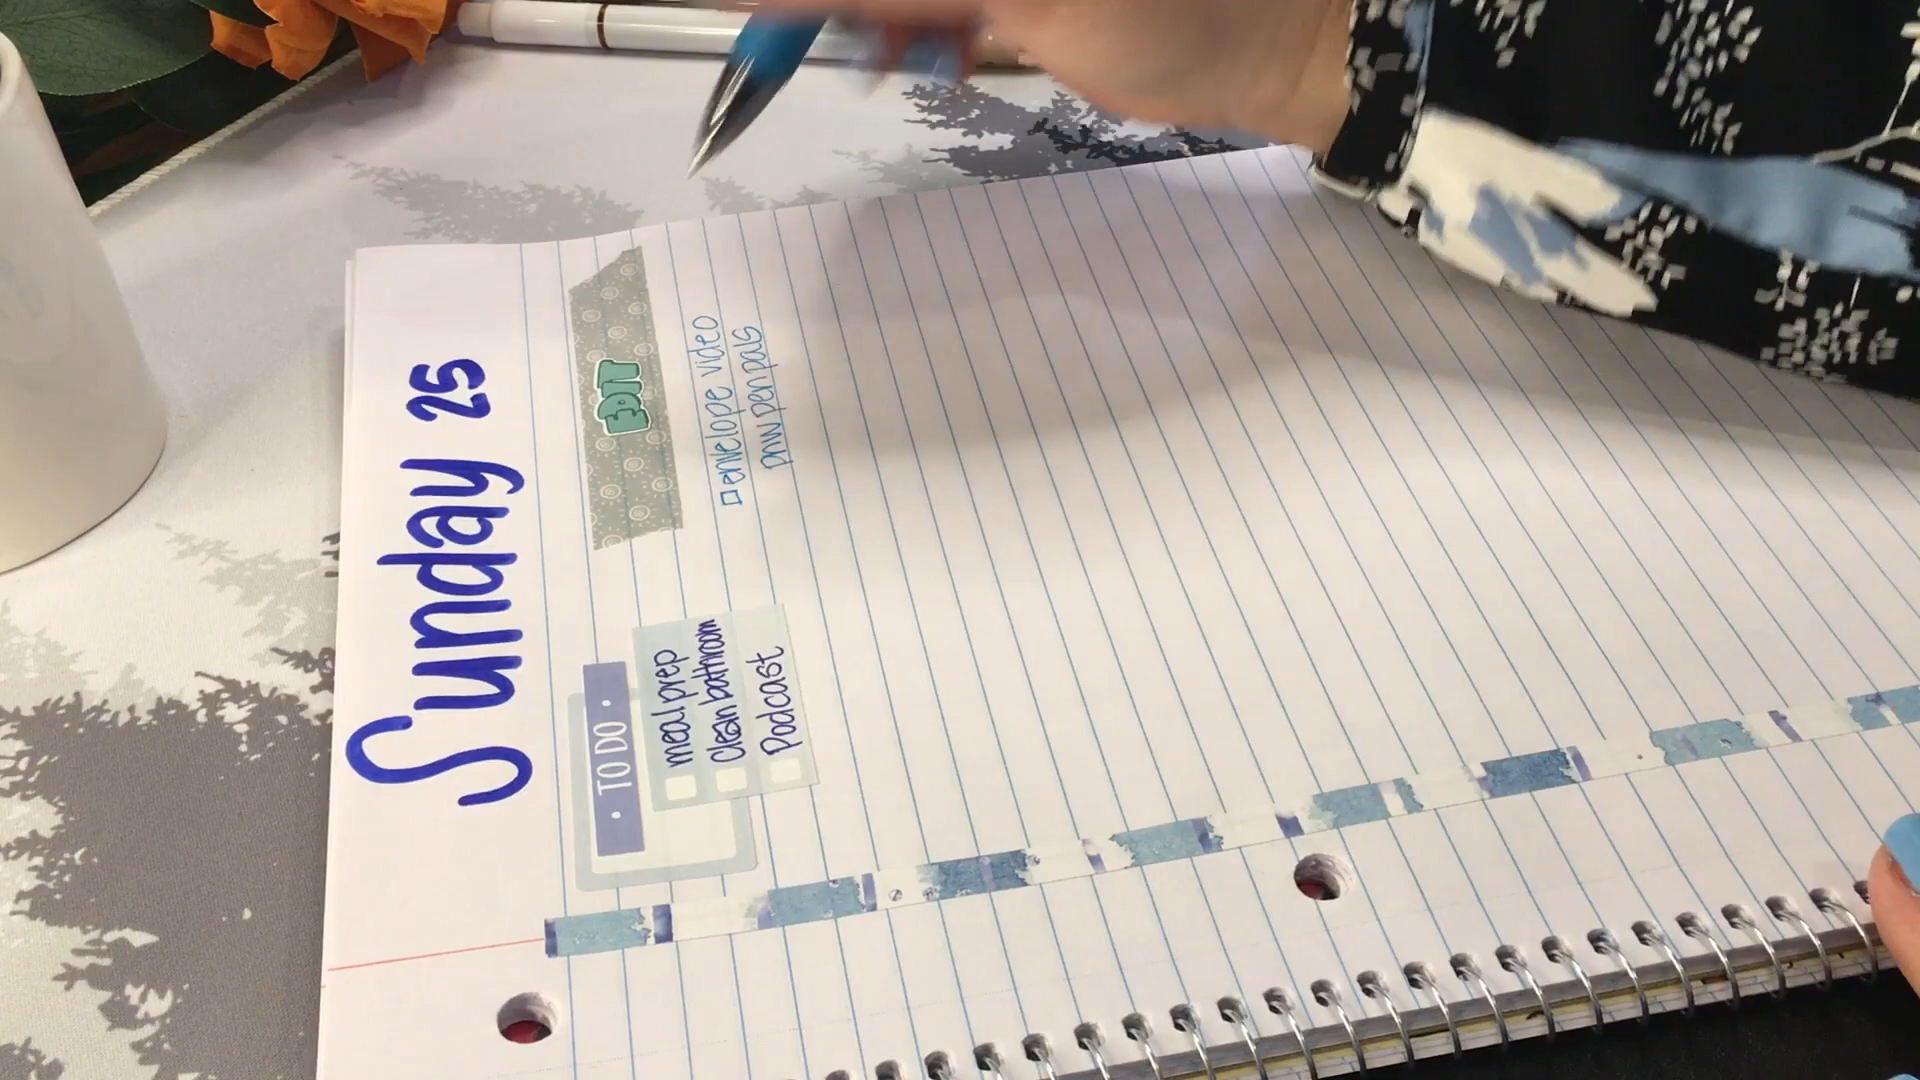 Sunday 25
TO DO
meal prep
Clean bathroom
Podcast
EDIT
envelope video
pnw penpals